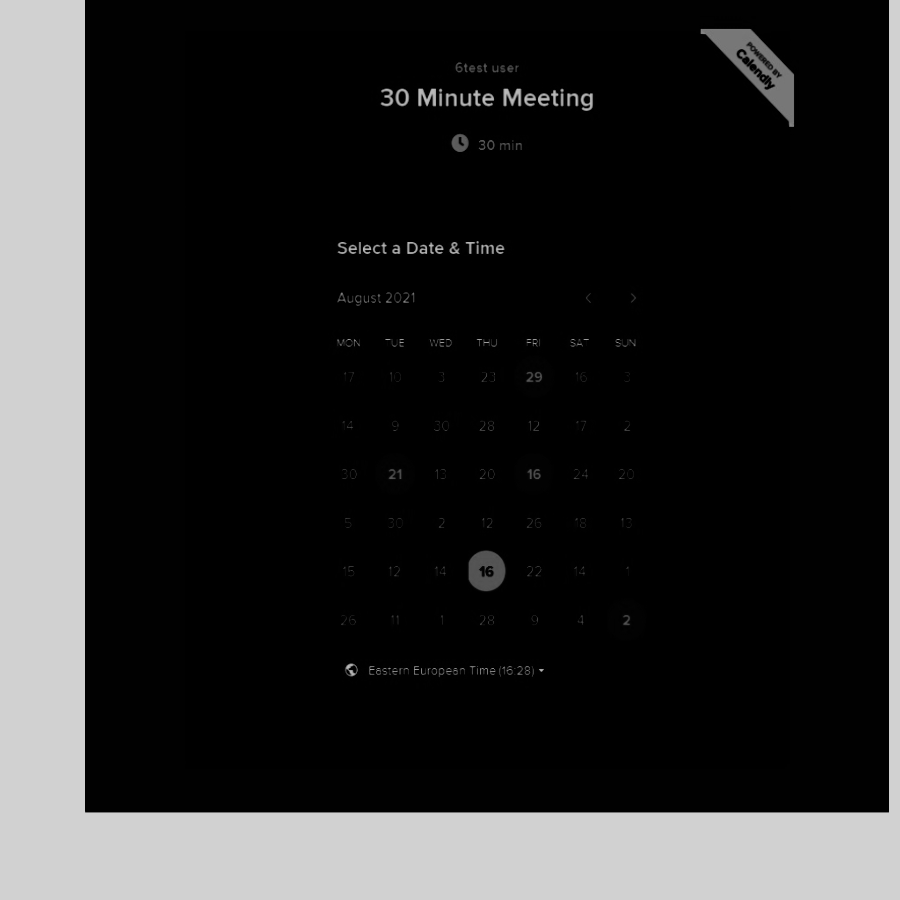 POWERED BY
Calendly
6test user
30 Minute Meeting
30 min
Select a Date & Time
August 2021
MON TUE WED THU FRI SAT SUN
17 10 3 23 29 16 3
14 9 30 28 12 17 2
30 21 13 20 16 24 20
5 30 2 12 26 18 13
15 12 14 16 22 14 1
26 11 1 28 9 4 2
Eastern European Time (16:28)